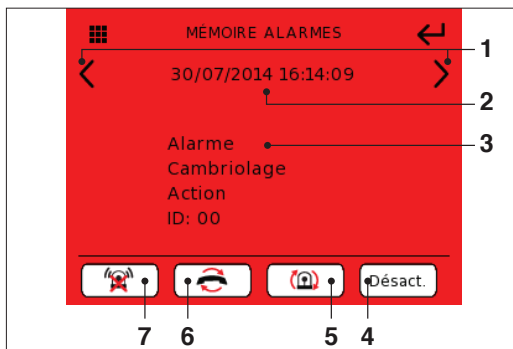 MÉMOIRE ALARMES
1
30/07/2014 16:14:09
2
Alarme
3
Cambriolage
Action
ID: 00
Désact.
7 6 5 4